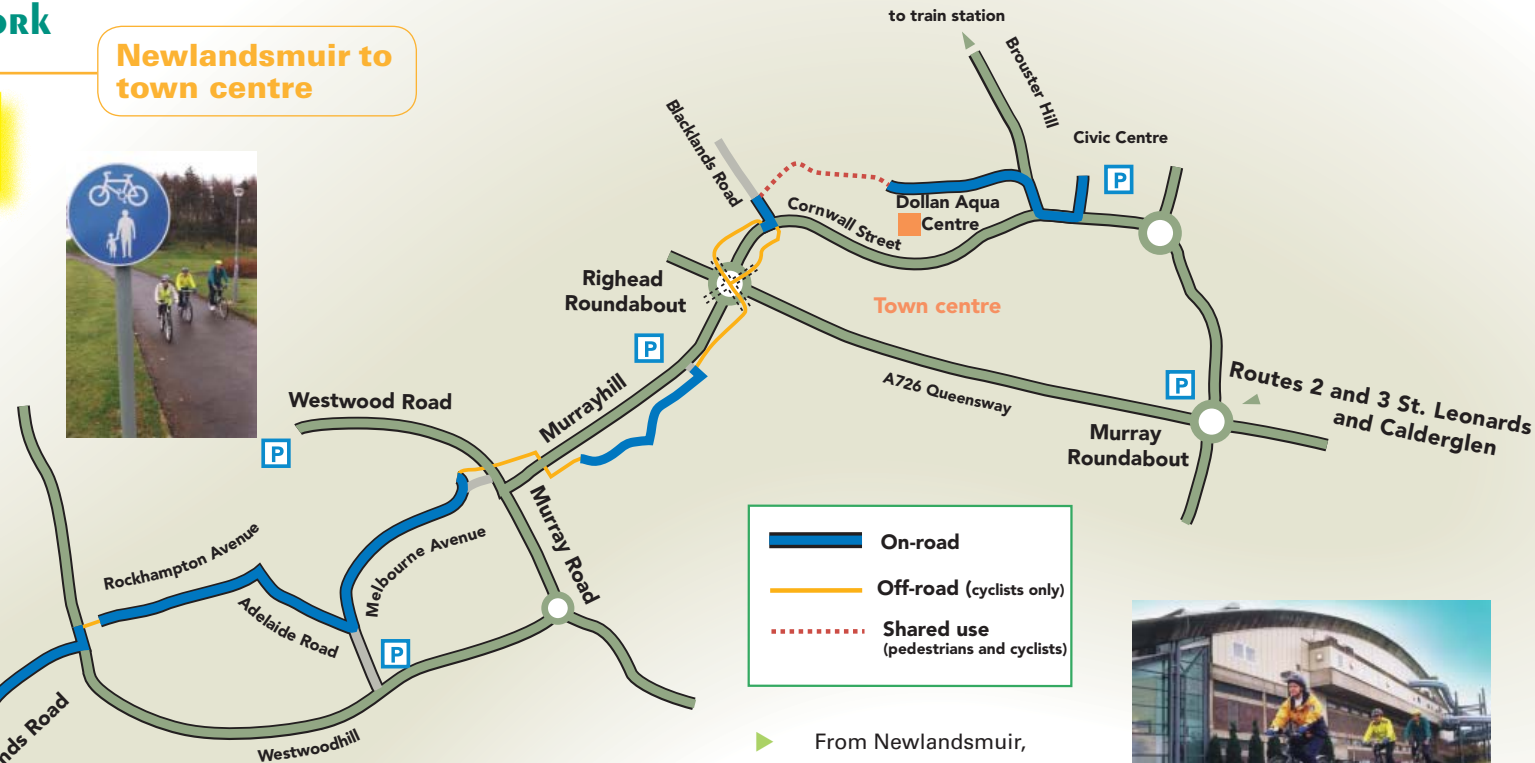 Newlandsmuir to
town centre
to train station
Brouster Hill
Civic Centre
P
Blacklands Road
Cornwall Street
Dollan Aqua
Centre
Righead
Roundabout
Town centre
P
A726 Queensway
P
Routes 2 and 3 St. Leonards
and Calderglen
Murray
Roundabout
Westwood Road
P
Murrayhill
Murray Road
Rockhampton Avenue
Adelaide Road
Melbourne Avenue
P
Westwoodhill
Road
On-road
Off-road (cyclists only)
Shared use
(pedestrians and cyclists)
From Newlandsmuir,